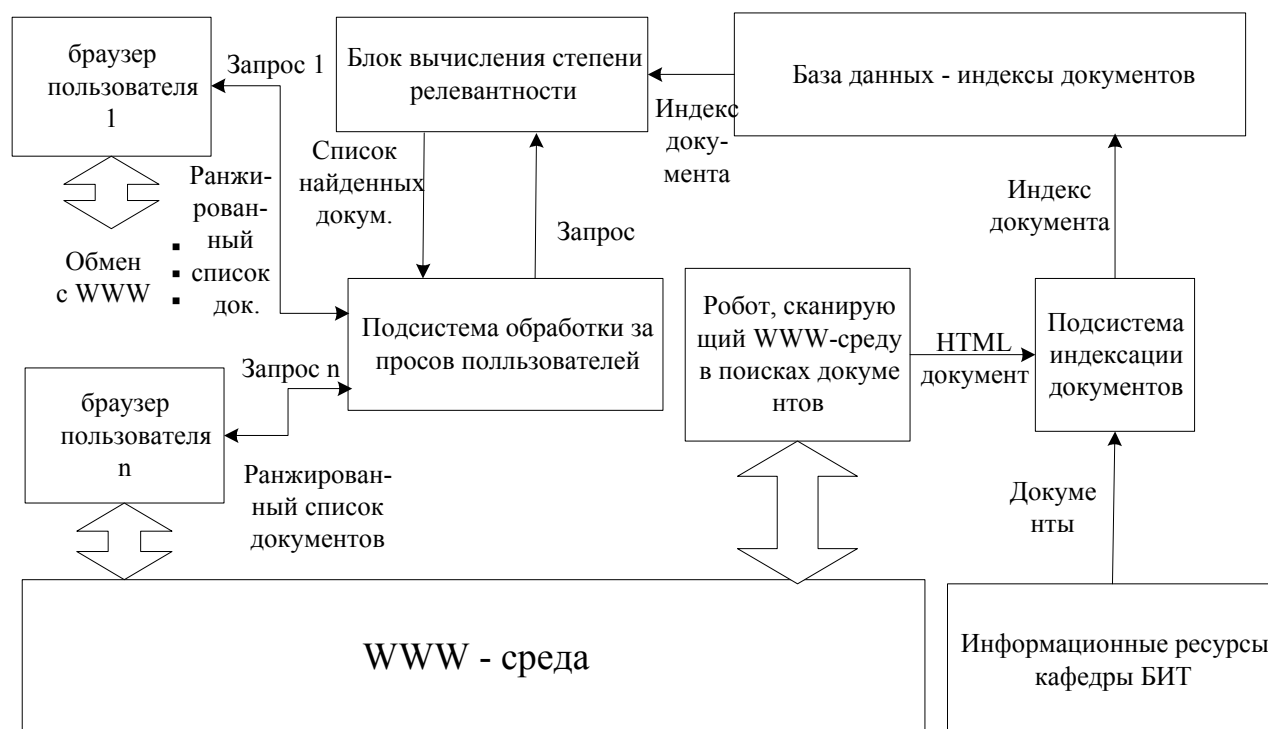 браузер
пользователя
1
Запрос 1
Блок вычисления степени
релевантности
База данных - индексы документов
Индекс
доку-
мента
Список
найденных
докум.
Ранжи-
рован-
ный
список
док.
Запрос
Индекс
документа
Обмен
с WWW
Подсистема обработки за
просов полльзователей
Робот, сканирую
щий WWW-среду
в поисках докуме
нтов
HTML
документ
Подсистема
индексации
документов
Запрос n
браузер
пользователя
n
Ранжирован-
ный список
документов
Докуме
нты
WWW - среда
Информационные ресурсы
кафедры БИТ